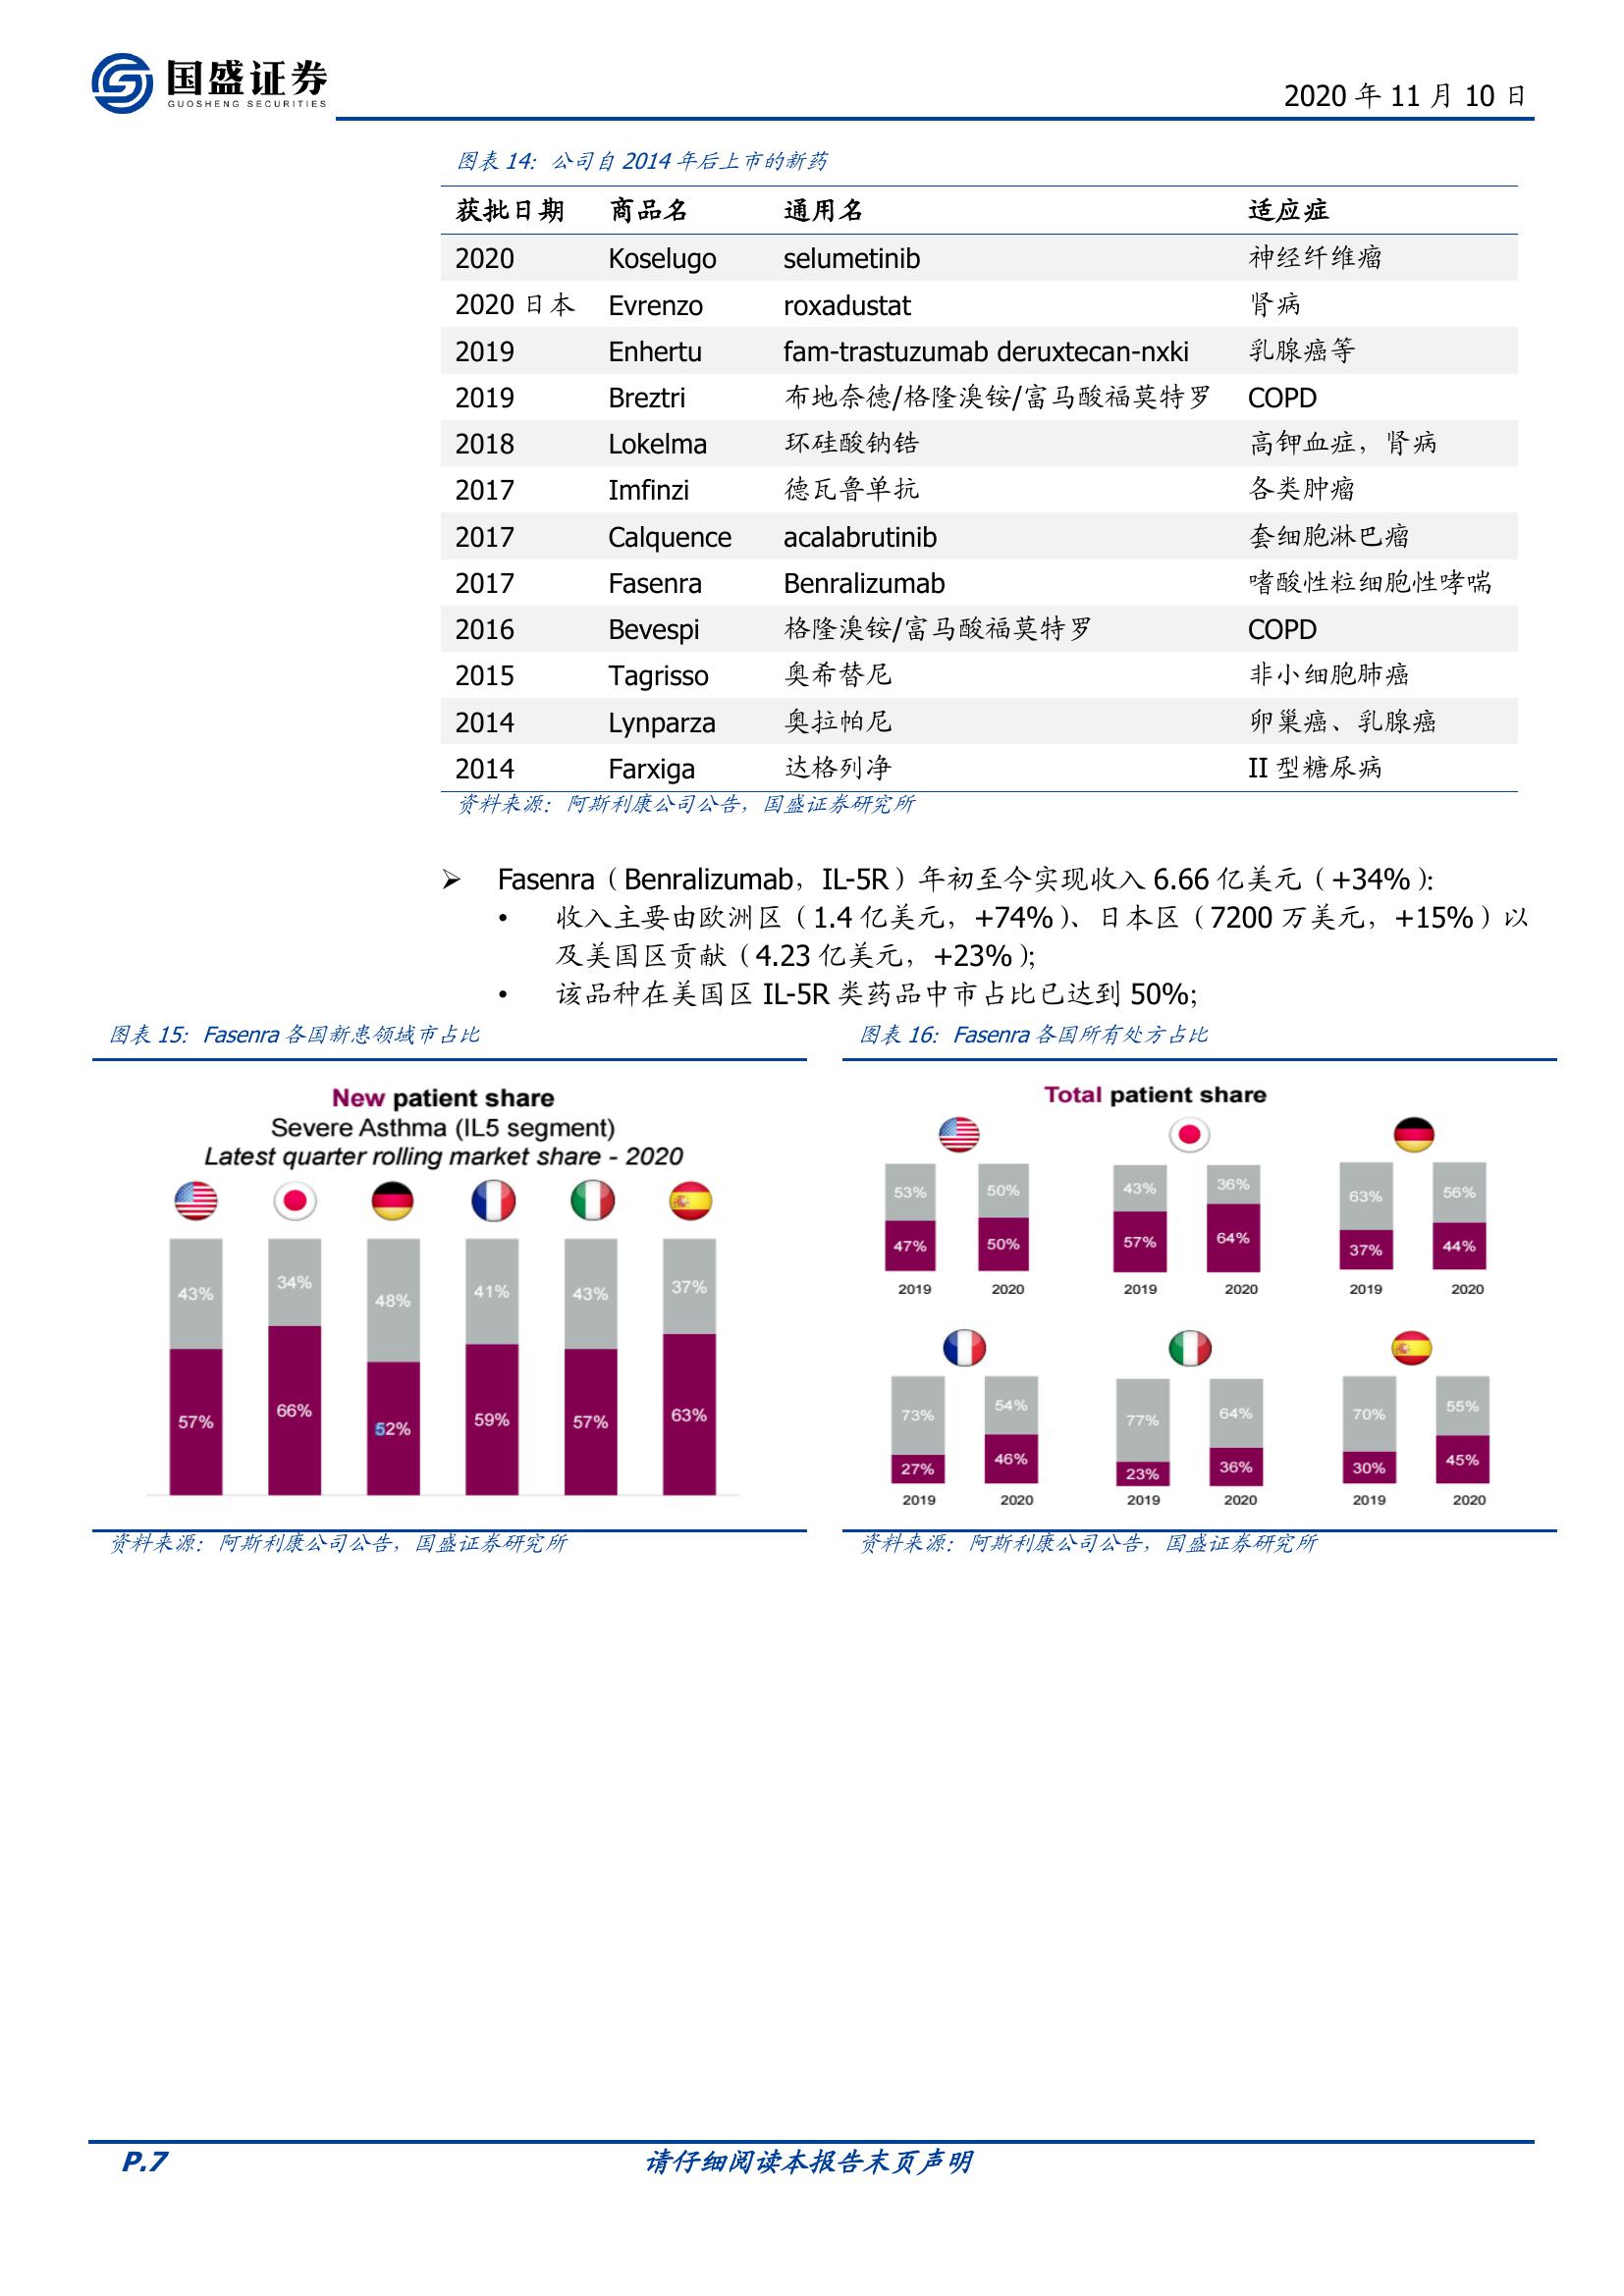 国盛证券
GUOSHENG SECURITIES
2020 年 11 月 10 日
图表 14：公司自 2014 年后上市的新药
获批日期 商品名 通用名 适应症
2020 Koselugo selumetinib 神经纤维瘤
2020 日本 Evrenzo roxadustat 肾病
2019 Enhertu fam-trastuzumab deruxtecan-nxki 乳腺癌等
2019 Breztri 布地奈德/格隆溴铵/富马酸福莫特罗 COPD
2018 Lokelma 环硅酸钠锆 高钾血症，肾病
2017 Imfinzi 德瓦鲁单抗 各类肿瘤
2017 Calquence acalabrutinib 套细胞淋巴瘤
2017 Fasenra Benralizumab 嗜酸性粒细胞性哮喘
2016 Bevespi 格隆溴铵/富马酸福莫特罗 COPD
2015 Tagrisso 奥希替尼 非小细胞肺癌
2014 Lynparza 奥拉帕尼 卵巢癌、乳腺癌
2014 Farxiga 达格列净 II 型糖尿病
资料来源：阿斯利康公司公告，国盛证券研究所
➢ Fasenra（Benralizumab，IL-5R）年初至今实现收入 6.66 亿美元（+34%）：
• 收入主要由欧洲区（1.4 亿美元，+74%）、日本区（7200 万美元，+15%）以
及美国区贡献（4.23 亿美元，+23%）；
• 该品种在美国区 IL-5R 类药品中市占比已达到 50%；
图表 15：Fasenra 各国新患领域市占比
New patient share
Severe Asthma (IL5 segment)
Latest quarter rolling market share - 2020
43% 34% 48% 41% 43% 37%
57% 66% 52% 59% 57% 63%
资料来源：阿斯利康公司公告，国盛证券研究所
图表 16：Fasenra 各国所有处方占比
Total patient share
53% 50% 43% 36% 63% 56%
47% 50% 57% 64% 37% 44%
2019 2020 2019 2020 2019 2020
73% 54% 77% 64% 70% 55%
27% 46% 23% 36% 30% 45%
2019 2020 2019 2020 2019 2020
资料来源：阿斯利康公司公告，国盛证券研究所
P.7 请仔细阅读本报告末页声明